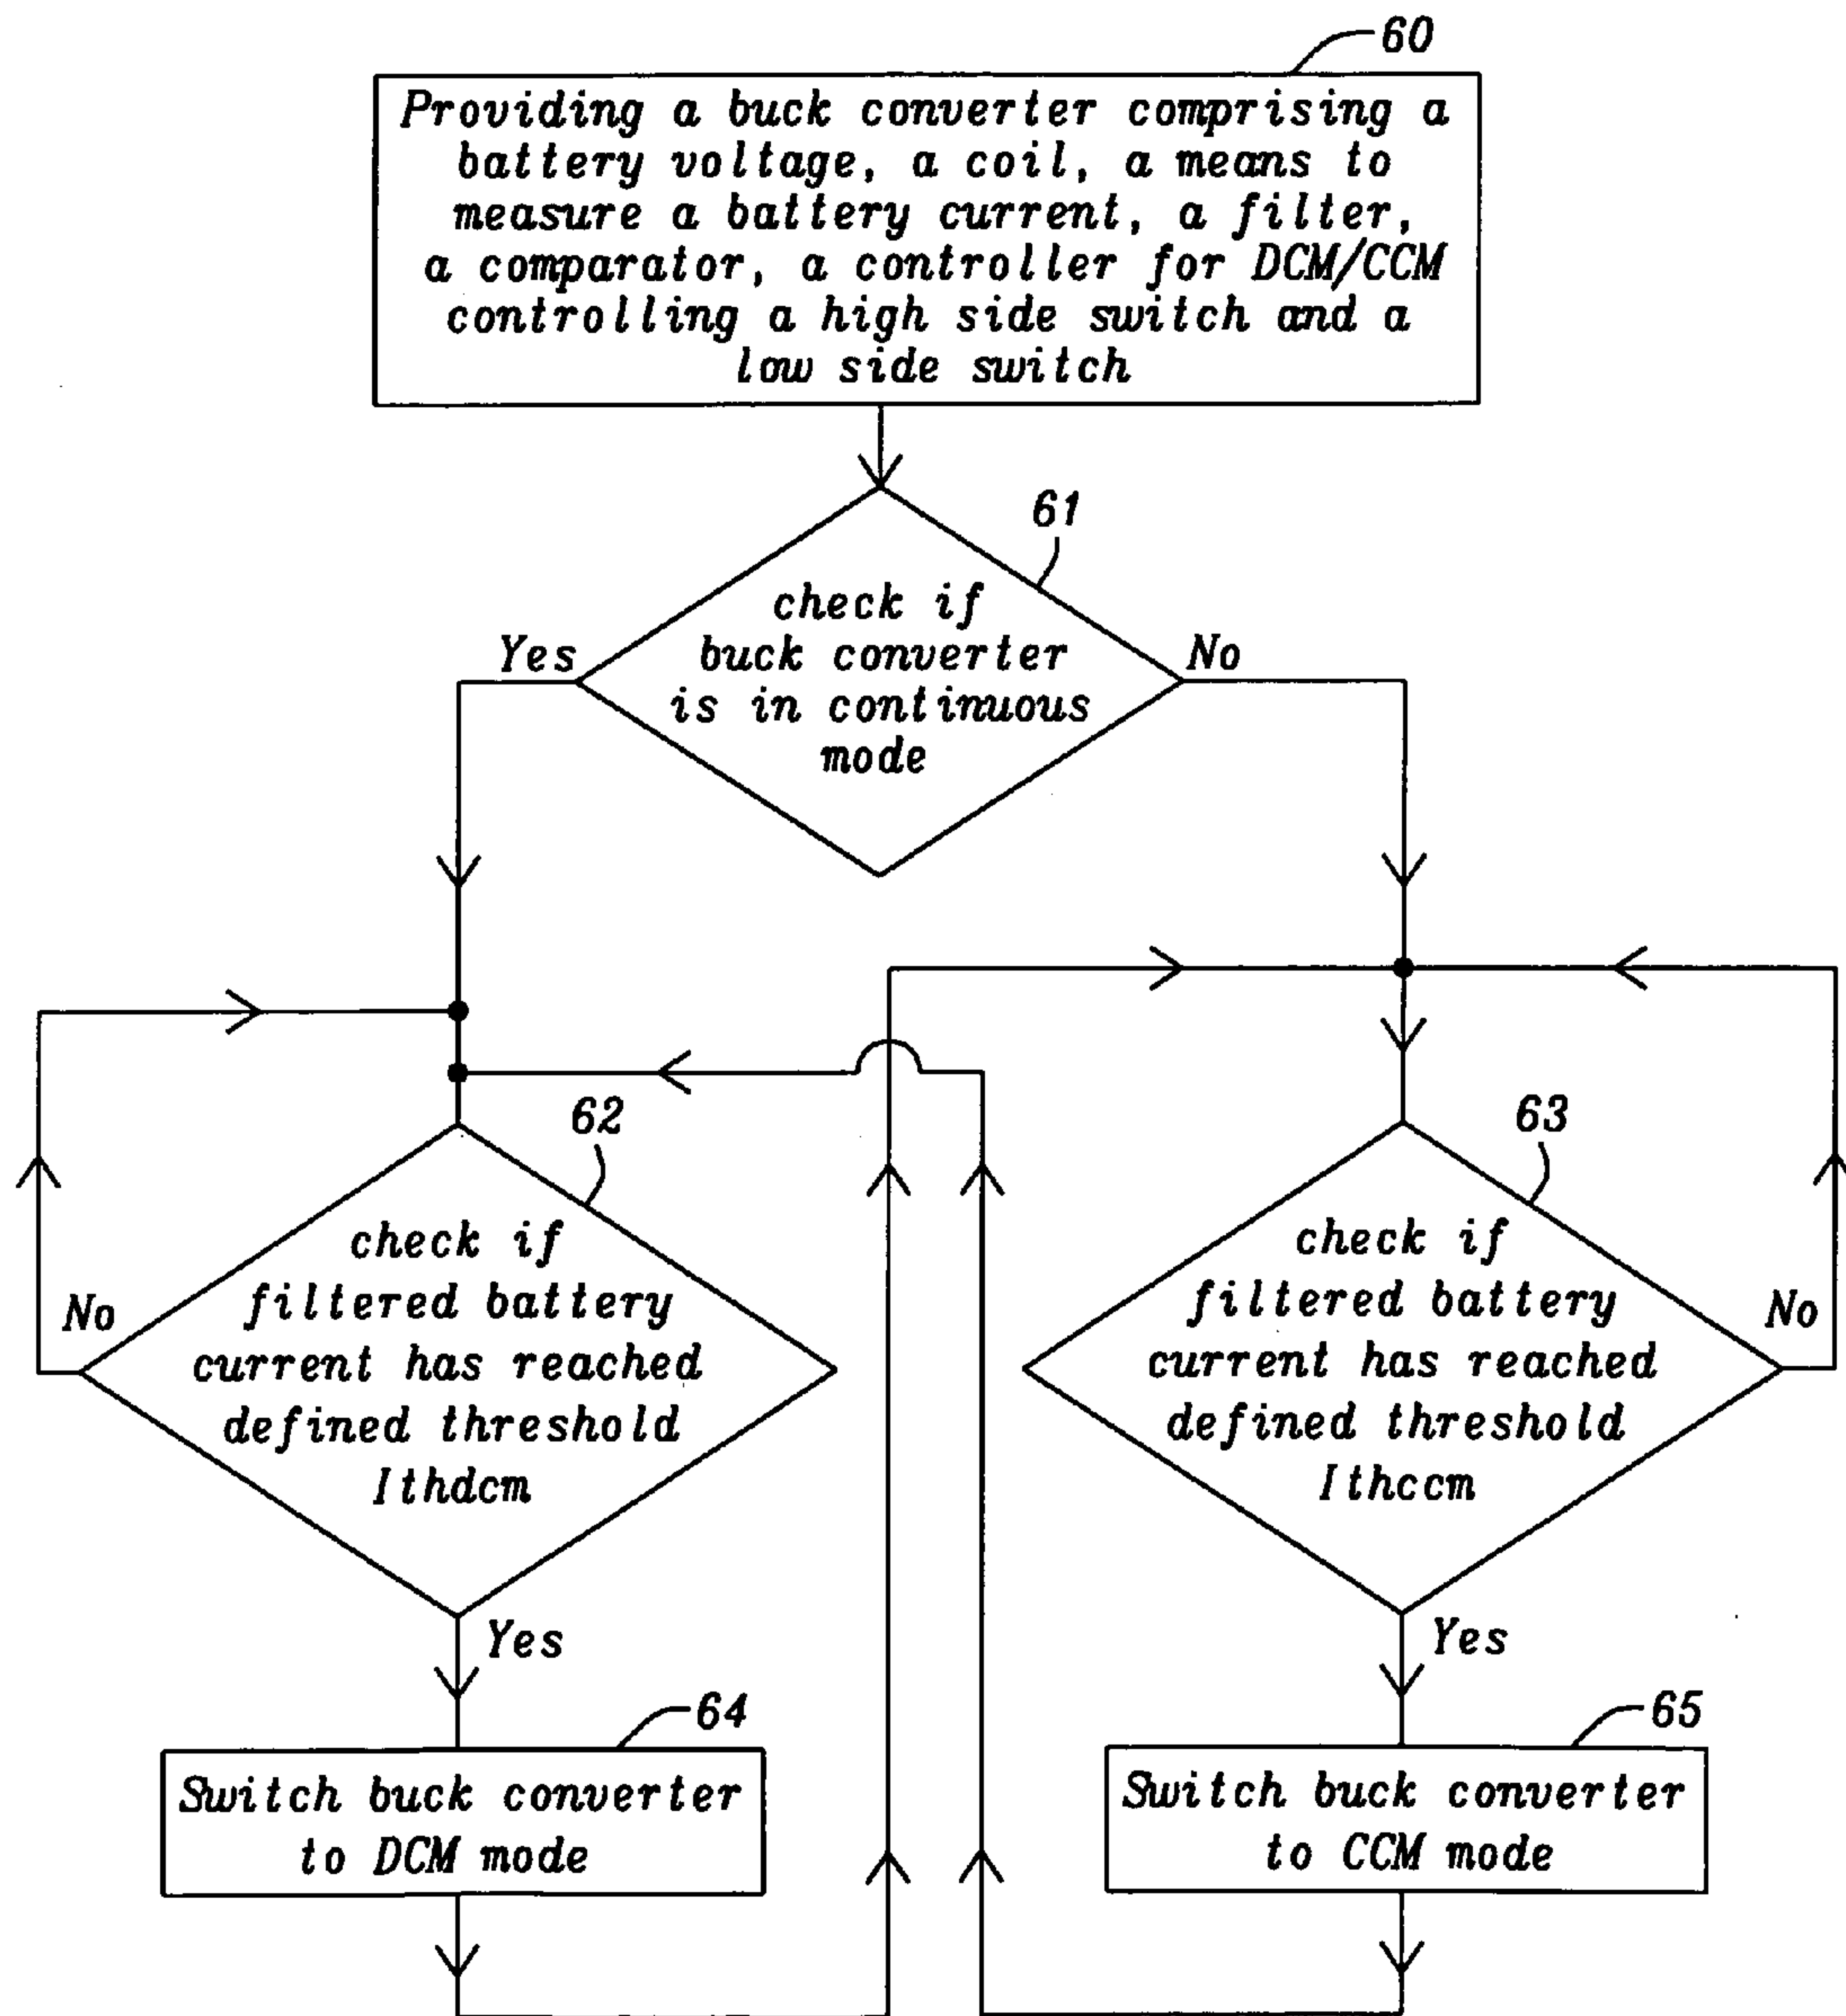 60
Providing a buck converter comprising a
battery voltage, a coil, a means to
measure a battery current, a filter,
a comparator, a controller for DCM/CCM
controlling a high side switch and a
low side switch
61
check if
buck converter
is in continuous
mode
Yes
No
62
check if
filtered battery
current has reached
defined threshold
Ithdcm
No
Yes
63
check if
filtered battery
current has reached
defined threshold
Ithccm
No
Yes
64
Switch buck converter
to DCM mode
65
Switch buck converter
to CCM mode